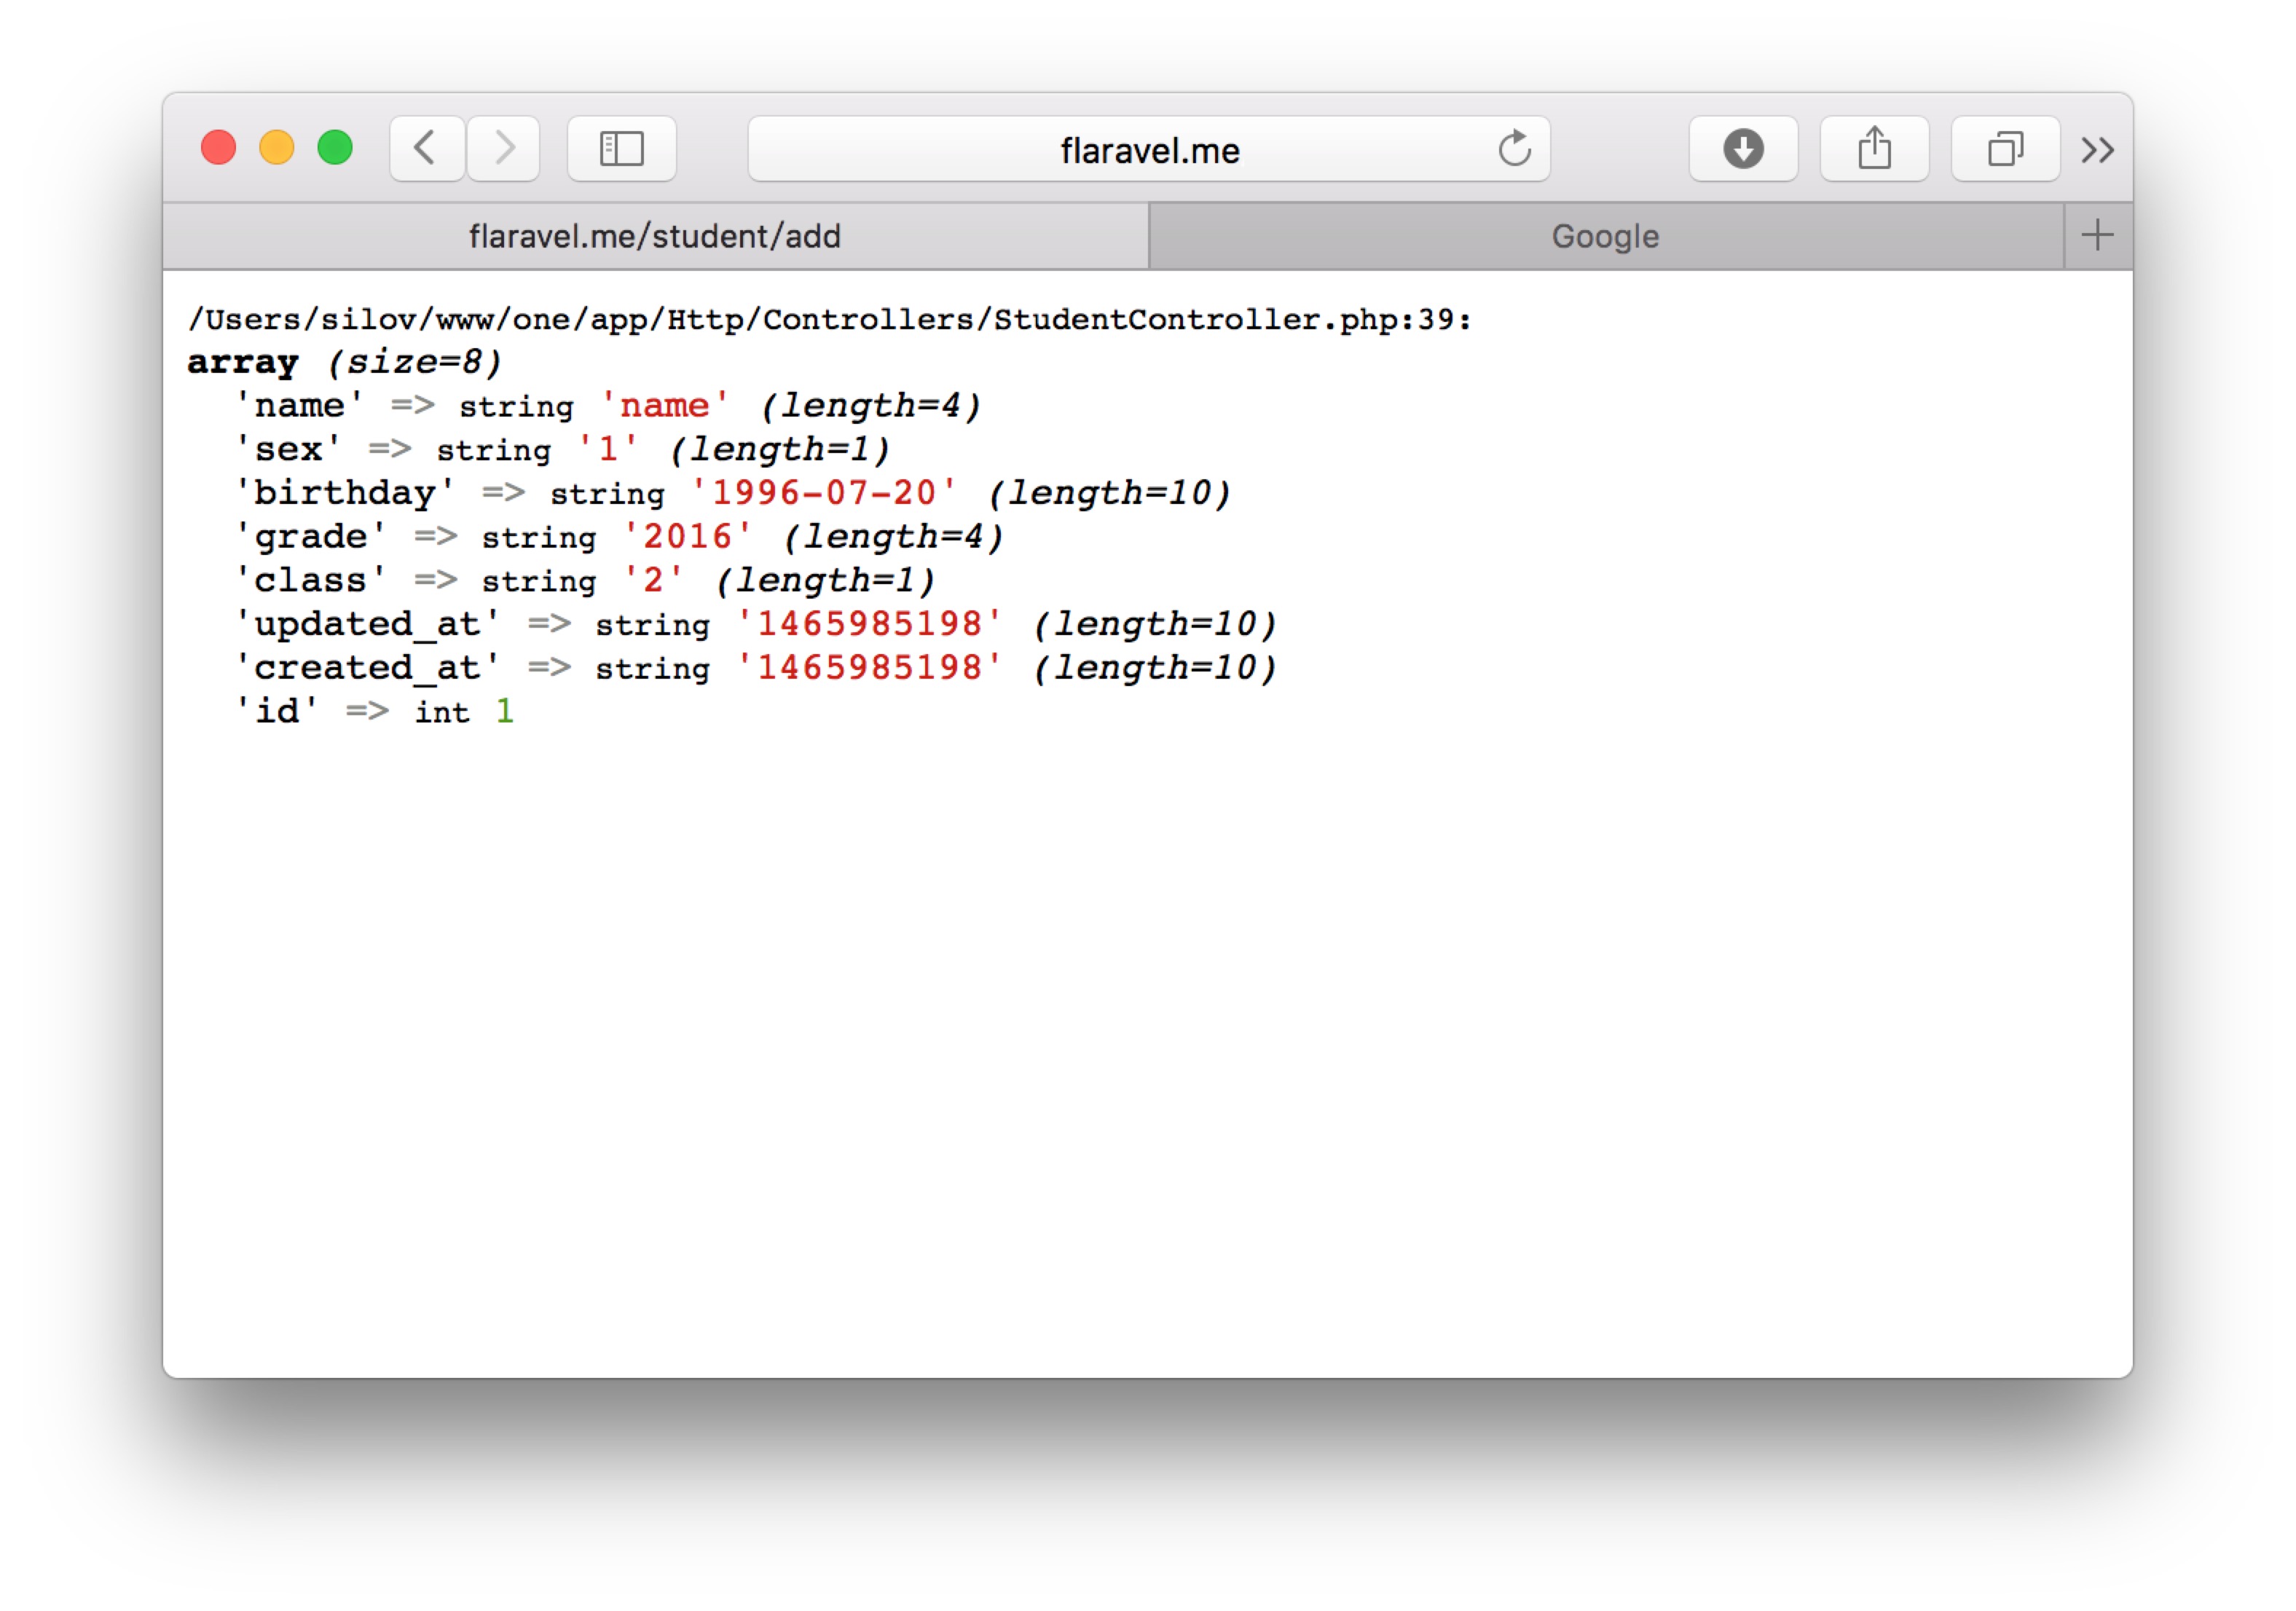 flaravel.me
flaravel.me/student/add
Google
/Users/silov/www/one/app/Http/Controllers/StudentController.php:39:
array (size=8)
'name' => string 'name' (length=4)
'sex' => string '1' (length=1)
'birthday' => string '1996-07-20' (length=10)
'grade' => string '2016' (length=4)
'class' => string '2' (length=1)
'updated_at' => string '1465985198' (length=10)
'created_at' => string '1465985198' (length=10)
'id' => int 1